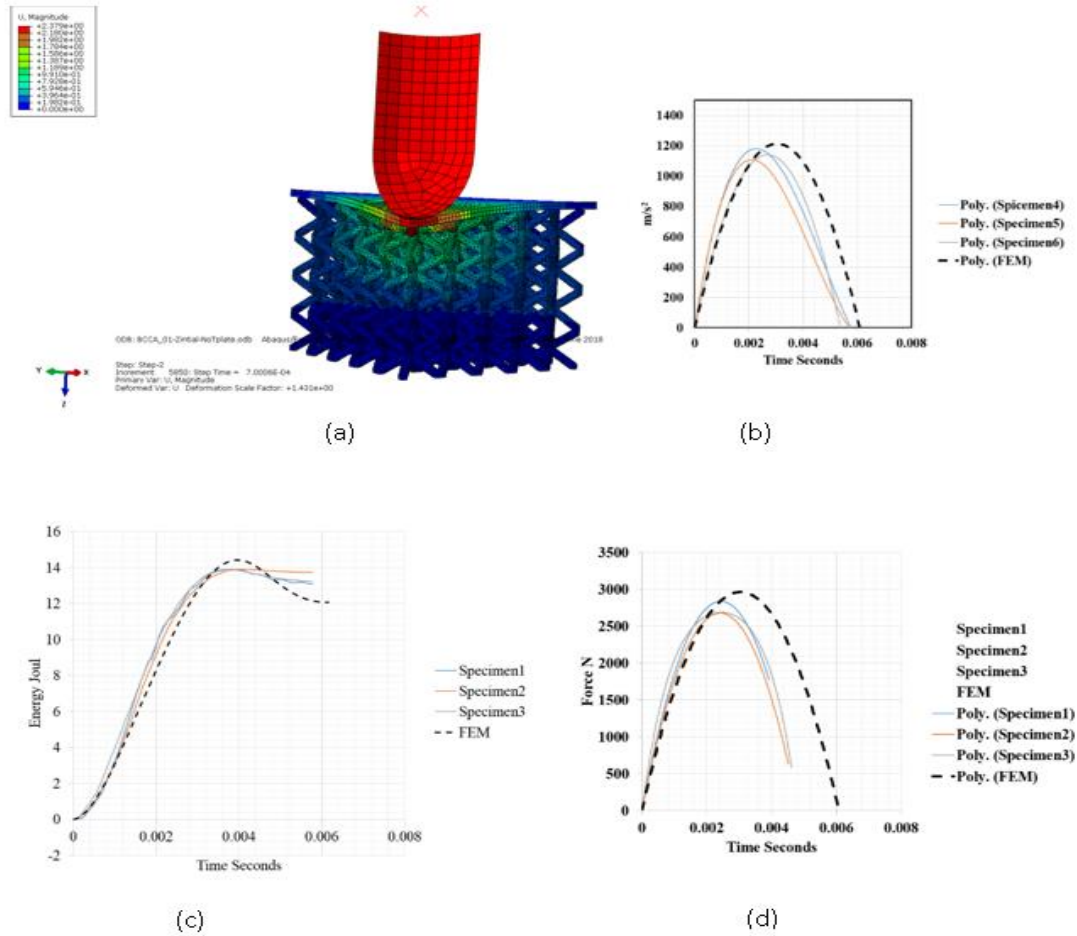 U, Magnitude
+2.379e+00
+2.180e+00
+1.982e+00
+1.784e+00
+1.586e+00
+1.387e+00
+1.189e+00
+9.910e-01
+7.928e-01
+5.946e-01
+3.964e-01
+1.982e-01
+0.000e+00
ODB: BCCA_01-Zintial-NoTplate.odb Abaqus/ 2018
Step: Step-2
Increment 5850: Step Time = 7.0006E-04
Primary Var: U, Magnitude
Deformed Var: U Deformation Scale Factor: +1.431e+00
Y X
Z
(a)
1400
1200
1000
800
600
400
200
0
m/s²
0 0.002 0.004 0.006 0.008
Time Seconds
Poly. (Spicemen4)
Poly. (Specimen5)
Poly. (Specimen6)
Poly. (FEM)
(b)
16
14
12
10
8
6
4
2
0
-2
Energy Joul
0 0.002 0.004 0.006 0.008
Time Seconds
Specimen1
Specimen2
Specimen3
FEM
(c)
3500
3000
2500
2000
1500
1000
500
0
Force N
0 0.002 0.004 0.006 0.008
Time Seconds
Specimen1
Specimen2
Specimen3
FEM
Poly. (Specimen1)
Poly. (Specimen2)
Poly. (Specimen3)
Poly. (FEM)
(d)